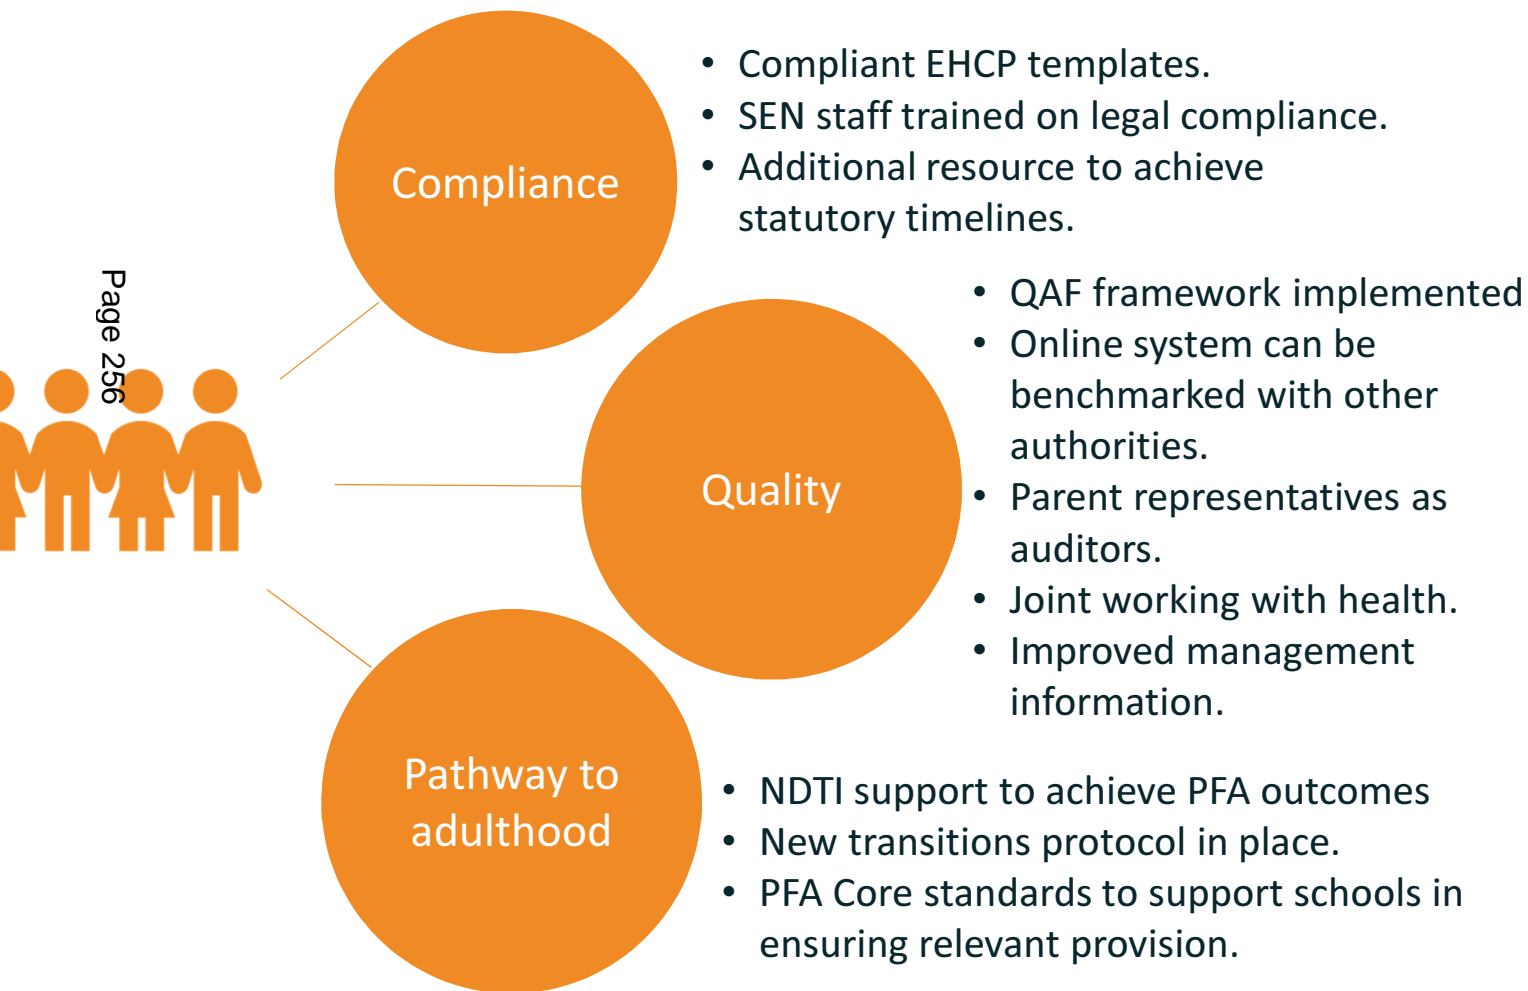 Compliance
• Compliant EHCP templates.
• SEN staff trained on legal compliance.
• Additional resource to achieve
statutory timelines.
Page 256
Quality
• QAF framework implemented
• Online system can be
benchmarked with other
authorities.
• Parent representatives as
auditors.
• Joint working with health.
• Improved management
information.
Pathway to
adulthood
• NDTI support to achieve PFA outcomes
• New transitions protocol in place.
• PFA Core standards to support schools in
ensuring relevant provision.